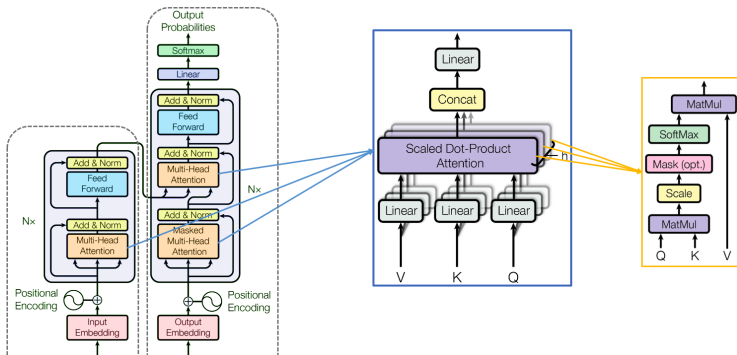 Output
Probabilities
Softmax
Linear
Add & Norm
Feed
Forward
Add & Norm
Multi-Head
Attention
Add & Norm
Masked
Multi-Head
Attention
Nx
Positional
Encoding
Output
Embedding
Add & Norm
Feed
Forward
Nx
Add & Norm
Multi-Head
Attention
Positional
Encoding
Input
Embedding
Linear
Concat
Scaled Dot-Product
Attention
h
Linear
Linear
Linear
V
K
Q
MatMul
SoftMax
Mask (opt.)
Scale
MatMul
Q
K
V